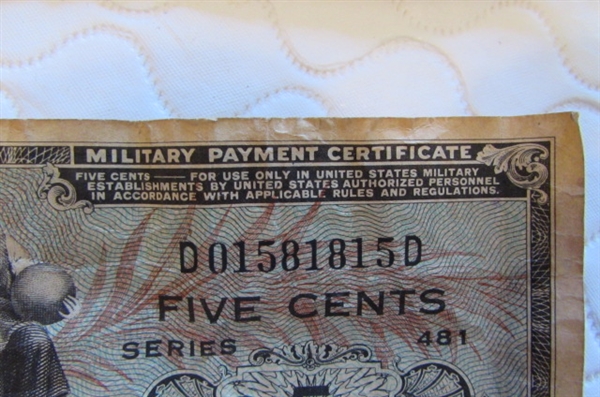 MILITARY PAYMENT CERTIFICATE
FIVE CENTS — FOR USE ONLY IN UNITED STATES MILITARY
ESTABLISHMENTS BY UNITED STATES AUTHORIZED PERSONNEL
IN ACCORDANCE WITH APPLICABLE RULES AND REGULATIONS.
D01581815D
FIVE CENTS
SERIES 481